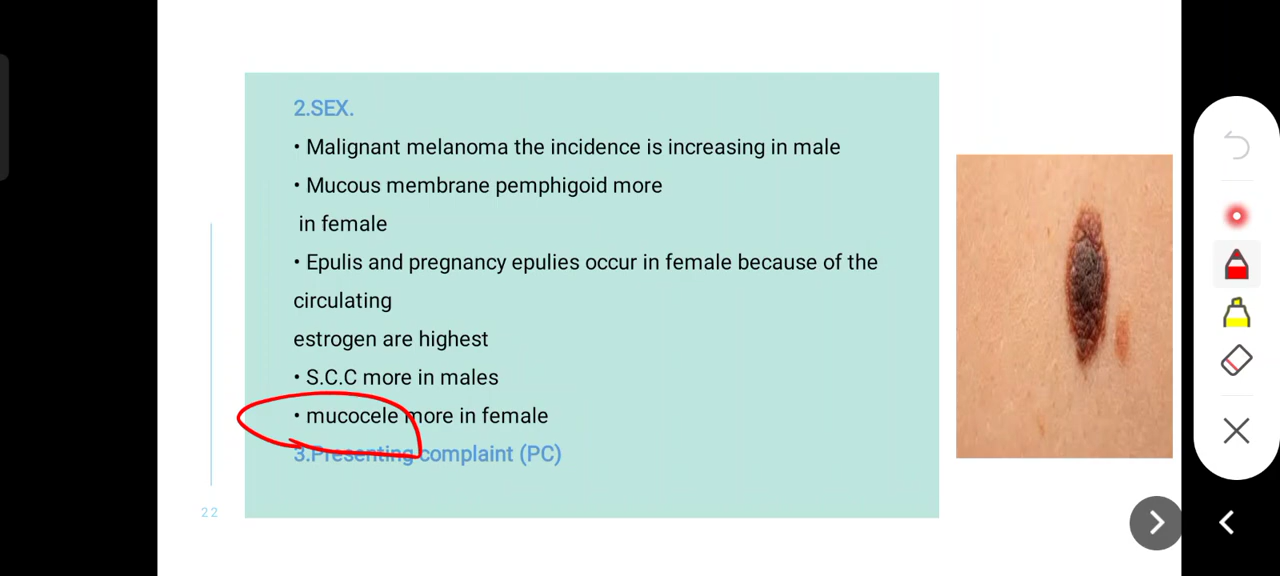 2.SEX.
• Malignant melanoma the incidence is increasing in male
• Mucous membrane pemphigoid more
in female
• Epulis and pregnancy epulies occur in female because of the
circulating
estrogen are highest
• S.C.C more in males
• mucocele more in female
3.Presenting complaint (PC)
22